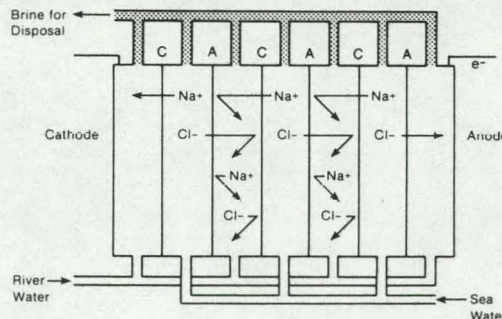 Brine for
Disposal
C A C A C A
e−
Na+ Na+ Na+
Cathode
Cl− Cl− Cl−
Anode
Na+ Na+
Cl− Cl−
River
Water
Sea
Water